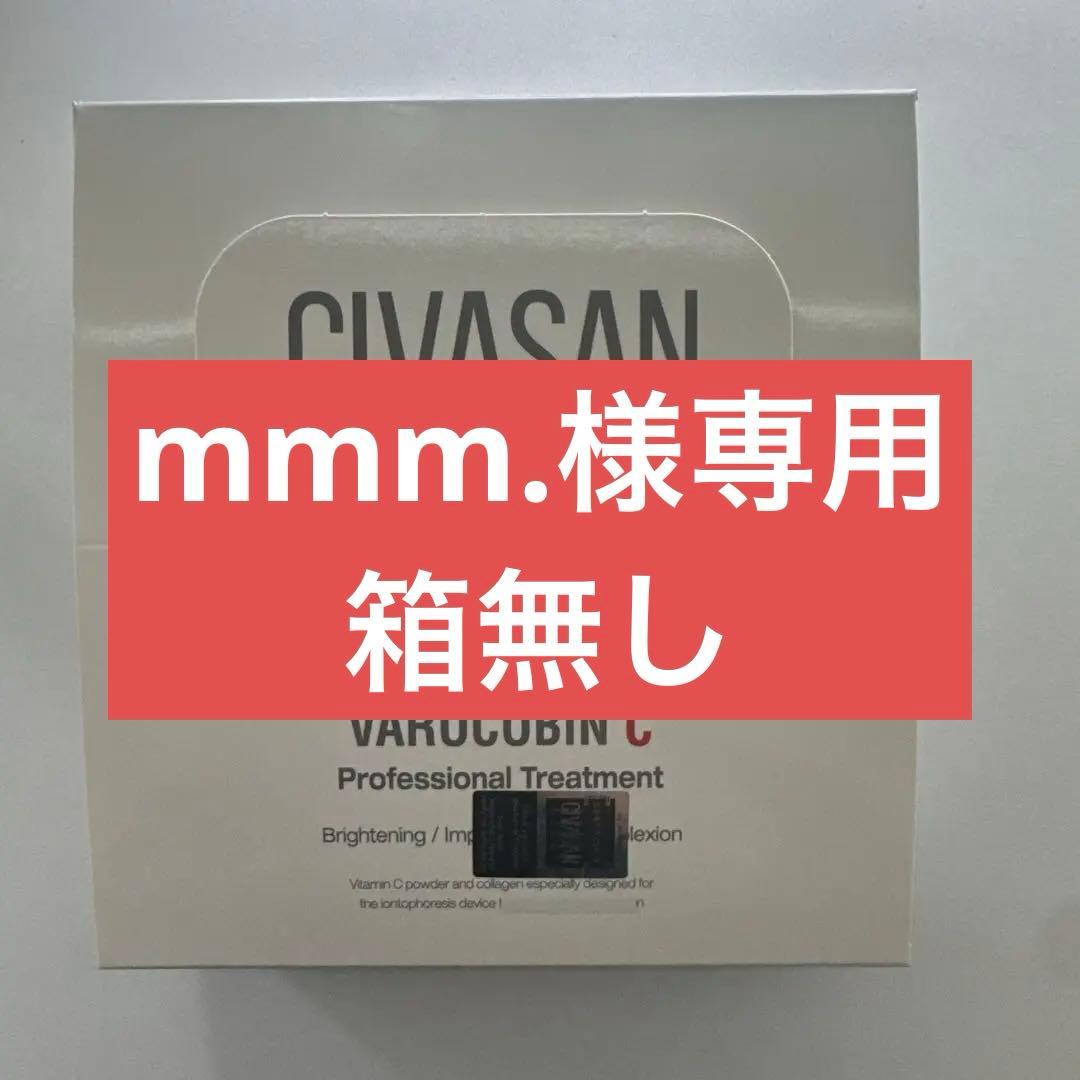 CIVASAN
mmm.様専用
箱無し
VARUCUBIN C
Professional Treatment
Brightening / Imp lexion
CIVASAN
Vitamin C powder and collagen especially designed for
the iontophoresis device